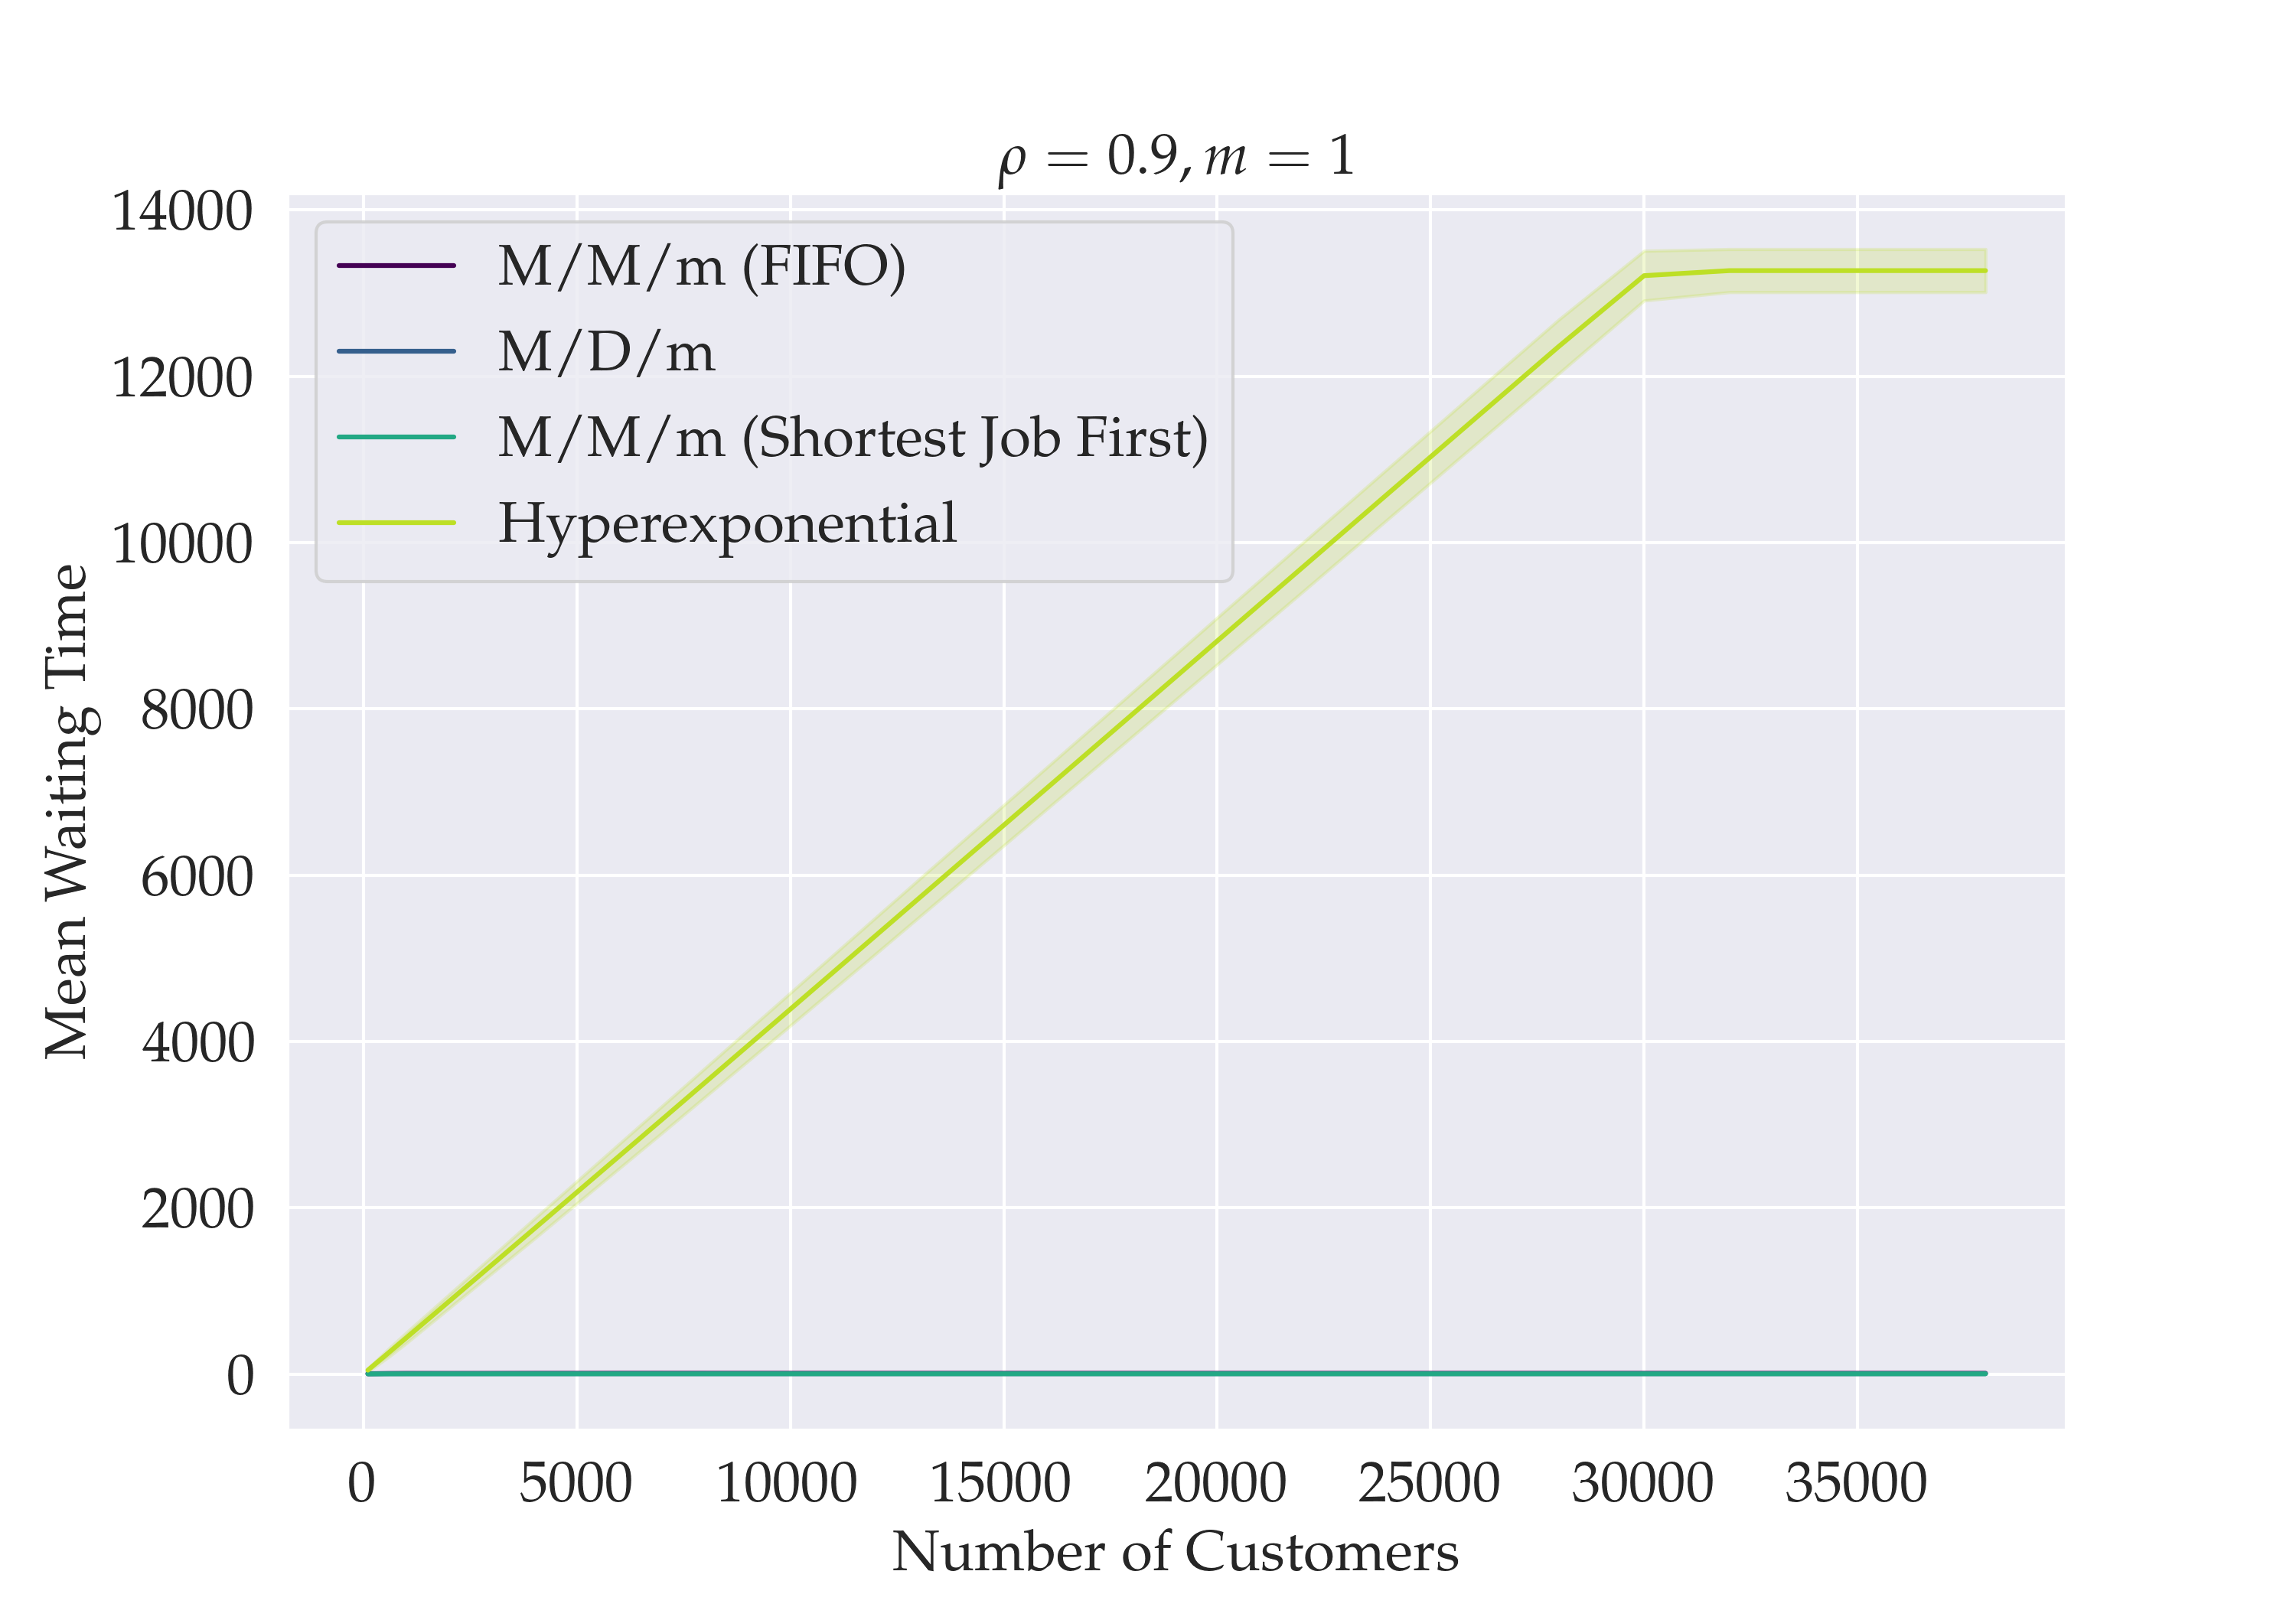 ρ = 0.9, m = 1
14000
12000
10000
8000
6000
4000
2000
0
Mean Waiting Time
M/M/m (FIFO)
M/D/m
M/M/m (Shortest Job First)
Hyperexponential
0 5000 10000 15000 20000 25000 30000 35000
Number of Customers